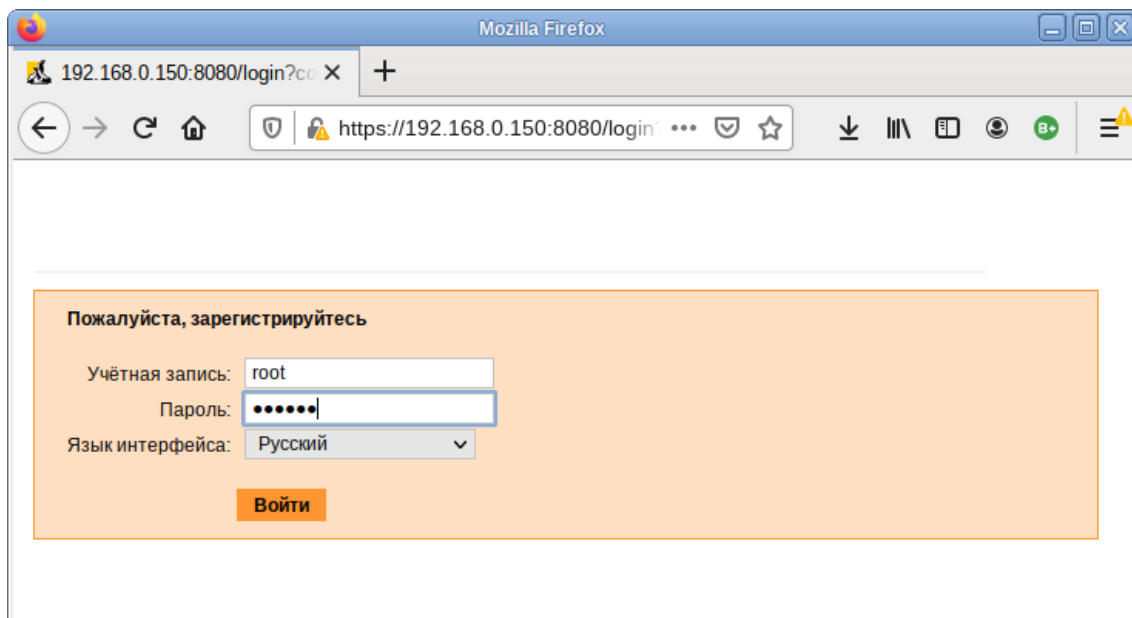 Mozilla Firefox
192.168.0.150:8080/login?co
https://192.168.0.150:8080/login?
B+
Пожалуйста, зарегистрируйтесь
Учётная запись: root
Пароль: ••••••
Язык интерфейса: Русский
Войти